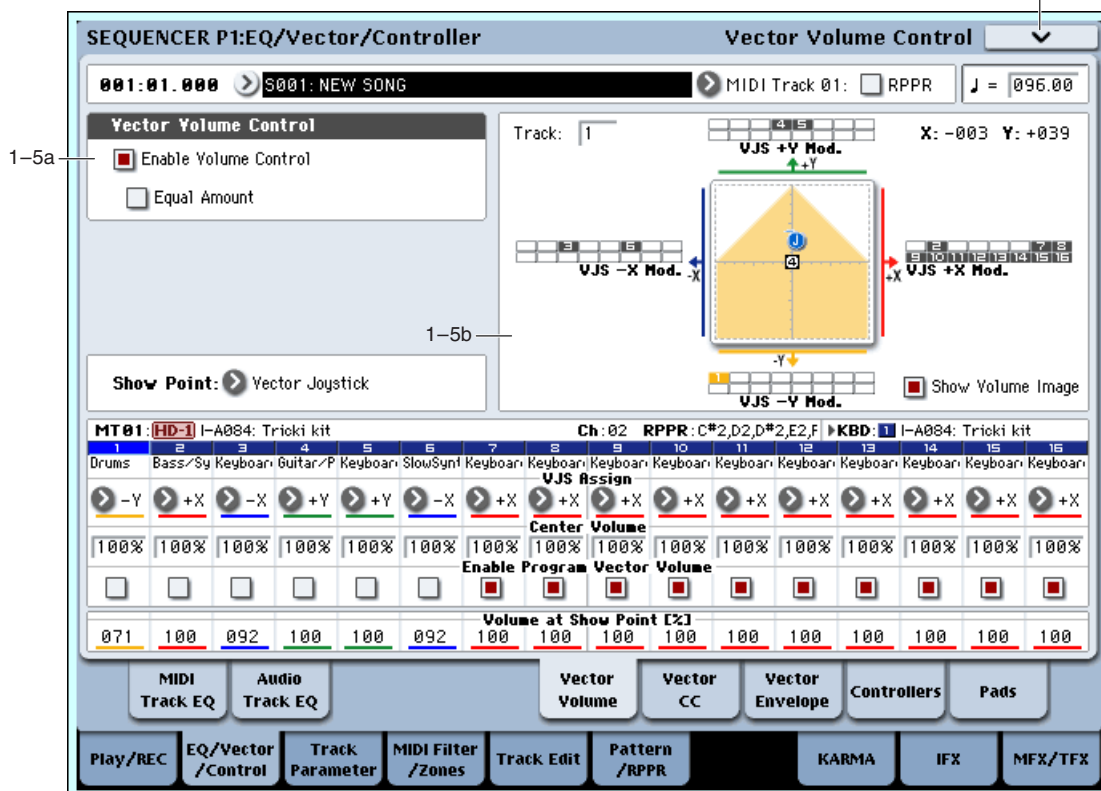 SEQUENCER P1:EQ/Vector/Controller
Vector Volume Control
001:01.000 S001: NEW SONG MIDI Track 01: RPPR ♩ = 096.00
Vector Volume Control
1–5a
Enable Volume Control
Equal Amount
Track: 1
4 5
VJS +Y Mod.
+Y
X: -003 Y: +039
J
4
3 6
VJS -X Mod. -X
2 7 8
9 10 11 12 13 14 15 16
+X VJS +X Mod.
1–5b
-Y
1
VJS -Y Mod.
Show Point: Vector Joystick
Show Volume Image
MT01: HD-1 I-A084: Tricki kit Ch:02 RPPR:C#2,D2,D#2,E2,F KBD: 1 I-A084: Tricki kit
1 2 3 4 5 6 7 8 9 10 11 12 13 14 15 16
Drums Bass/Sy Keyboar Guitar/P Keyboar SlowSynt Keyboar Keyboar Keyboar Keyboar Keyboar Keyboar Keyboar Keyboar Keyboar Keyboar
VJS Assign
-Y +X -X +Y +Y -X +X +X +X +X +X +X +X +X +X +X
Center Volume
100% 100% 100% 100% 100% 100% 100% 100% 100% 100% 100% 100% 100% 100% 100% 100%
Enable Program Vector Volume
Volume at Show Point [%]
071 100 092 100 100 092 100 100 100 100 100 100 100 100 100 100
MIDI Track EQ
Audio Track EQ
Vector Volume
Vector CC
Vector Envelope
Controllers
Pads
Play/REC
EQ/Vector /Control
Track Parameter
MIDI Filter /Zones
Track Edit
Pattern /RPPR
KARMA
IFX
MFX/TFX